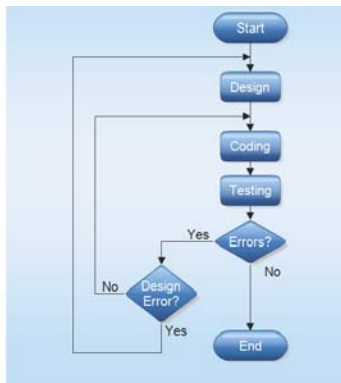 Start
Design
Coding
Testing
Yes
Errors?
No
Design
Error?
No
Yes
End